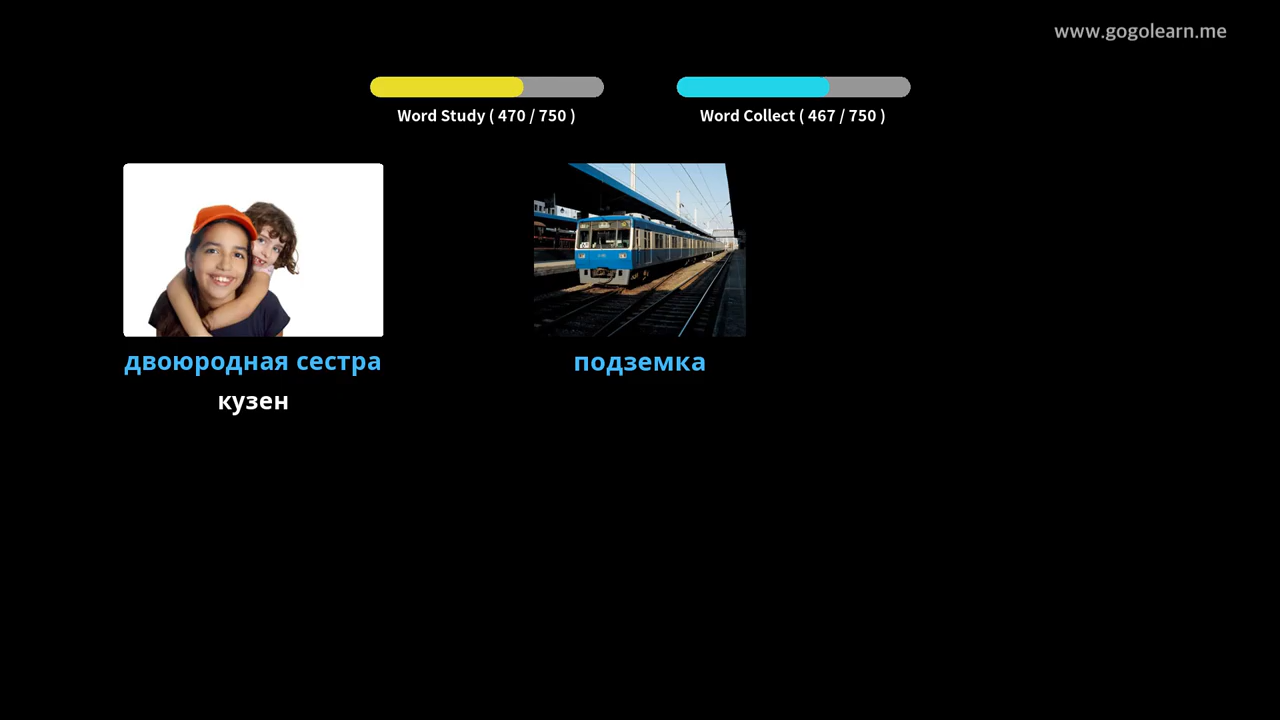 www.gogolearn.me
Word Study ( 470 / 750 )
Word Collect ( 467 / 750 )
двоюродная сестра
кузен
подземка